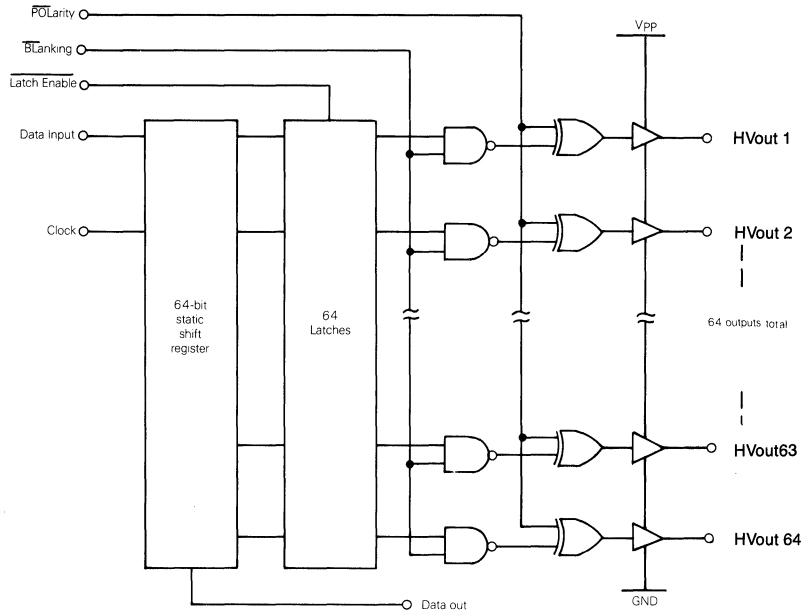 POLarity
BLanking
Latch Enable
Data Input
Clock
64-bit
static
shift
register
64
Latches
VPP
HVout 1
HVout 2
64 outputs total
HVout63
HVout 64
GND
Data out